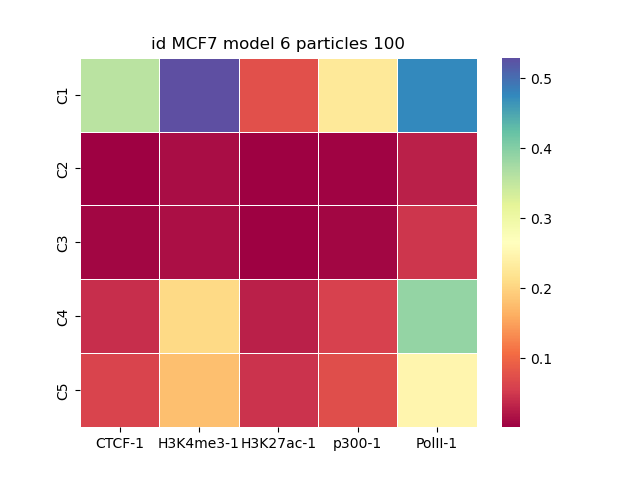 id MCF7 model 6 particles 100
C1
C2
C3
C4
C5
CTCF-1 H3K4me3-1 H3K27ac-1 p300-1 PolII-1
0.5
0.4
0.3
0.2
0.1